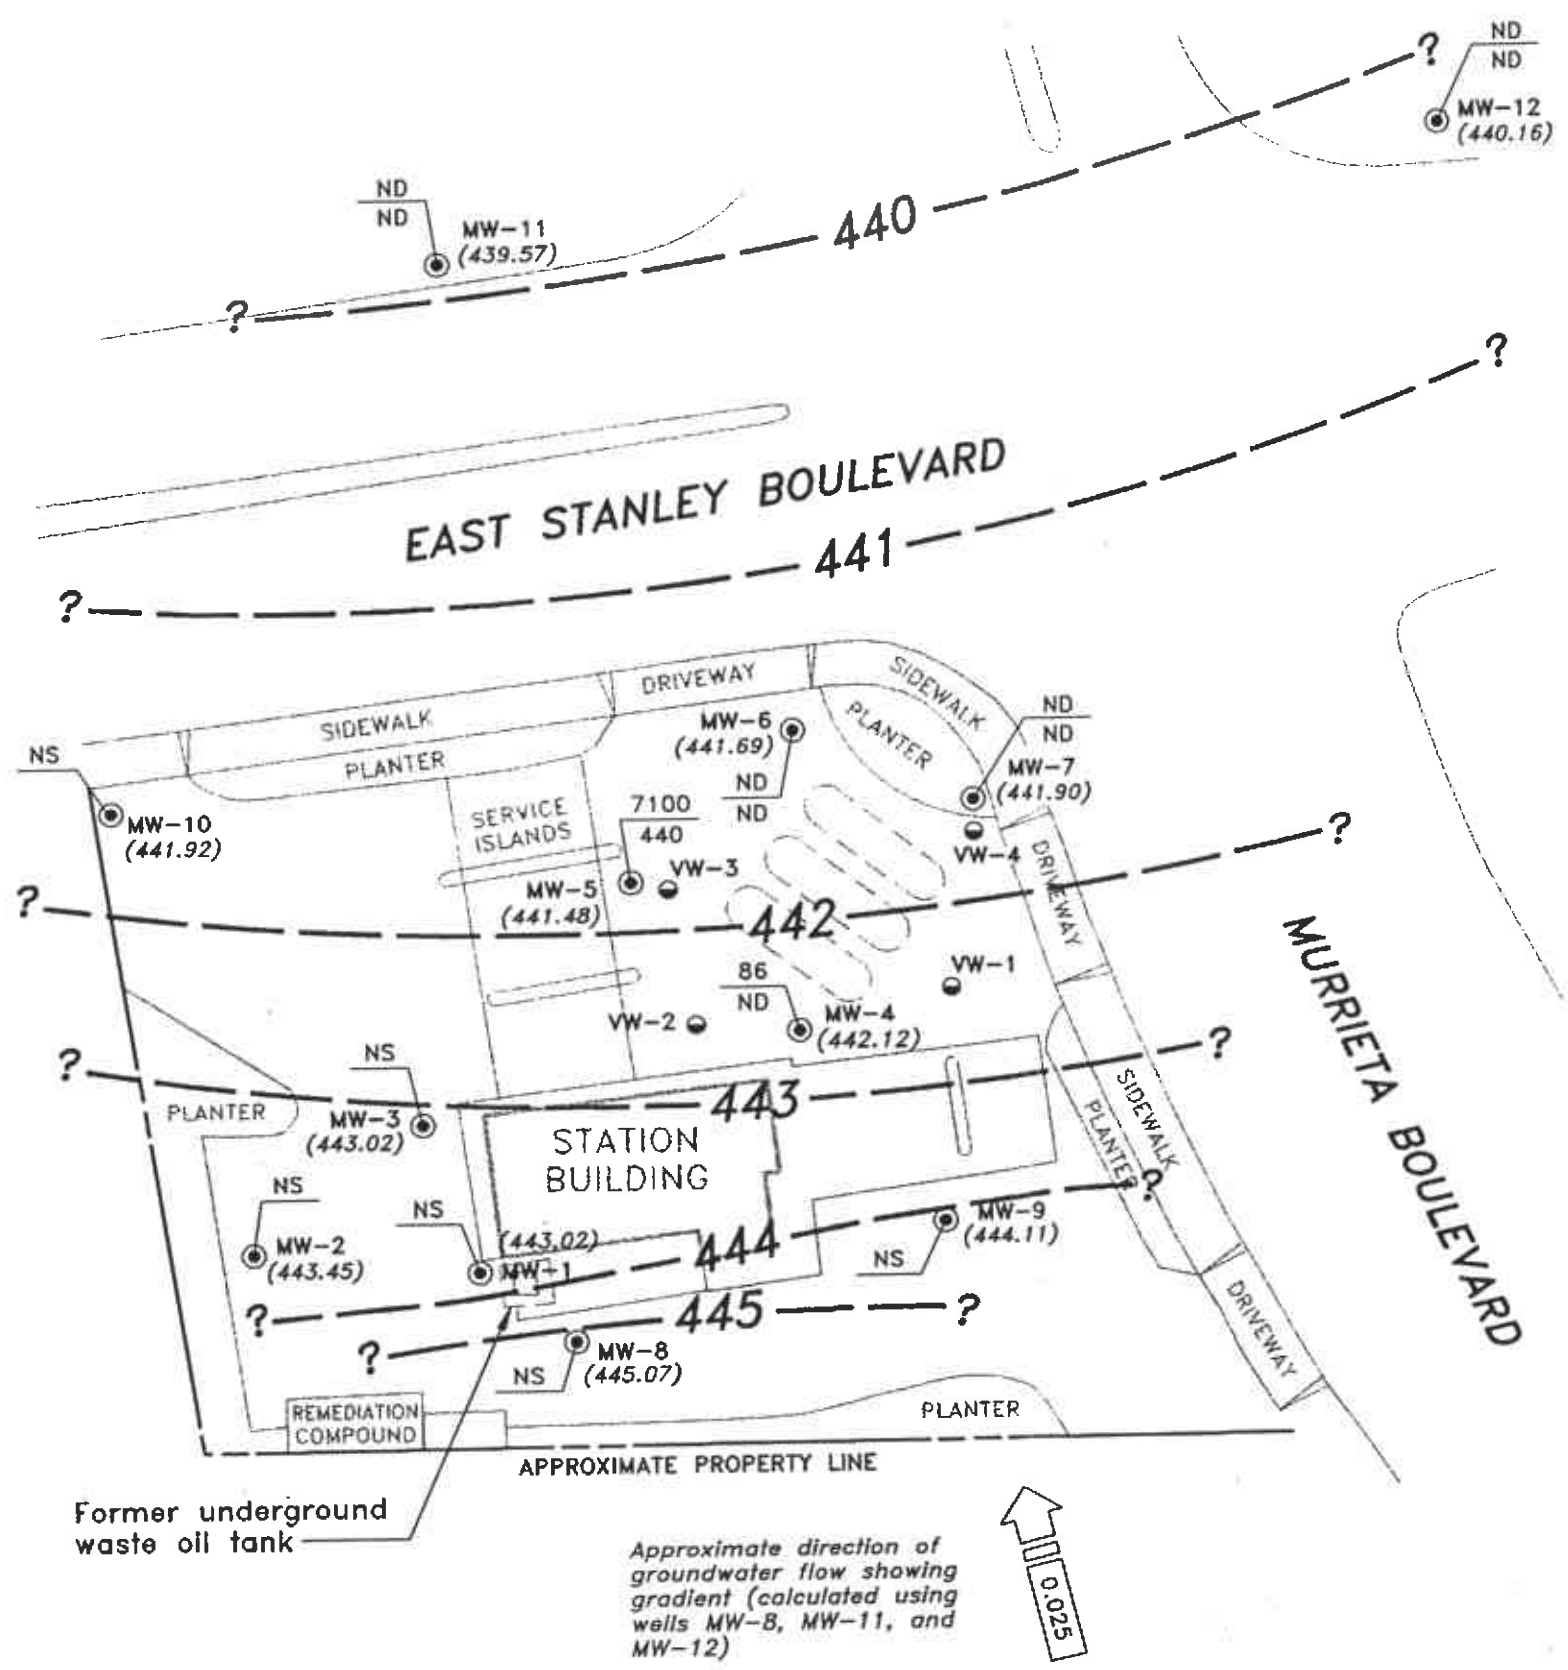 ?
ND
ND
MW-12
(440.16)
ND
ND
MW-11
(439.57)
440
?
?
EAST STANLEY BOULEVARD
441
?
SIDEWALK
DRIVEWAY
SIDEWALK
PLANTER
PLANTER
NS
MW-10
(441.92)
MW-6
(441.69)
ND
ND
ND
ND
MW-7
(441.90)
VW-4
SERVICE
ISLANDS
7100
440
MW-5
(441.48)
VW-3
DRIVEWAY
?
?
442
86
ND
VW-1
VW-2
MW-4
(442.12)
MURRIETA BOULEVARD
NS
MW-3
(443.02)
?
?
443
PLANTER
STATION
BUILDING
SIDEWALK
PLANTER
NS
MW-2
(443.45)
NS
(443.02)
MW-1
444
?
?
MW-9
(444.11)
NS
DRIVEWAY
445
?
?
MW-8
(445.07)
NS
REMEDIATION
COMPOUND
PLANTER
APPROXIMATE PROPERTY LINE
Former underground
waste oil tank
Approximate direction of
groundwater flow showing
gradient (calculated using
wells MW-8, MW-11, and
MW-12)
0.025